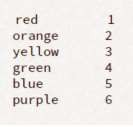 red 1
orange 2
yellow 3
green 4
blue 5
purple 6